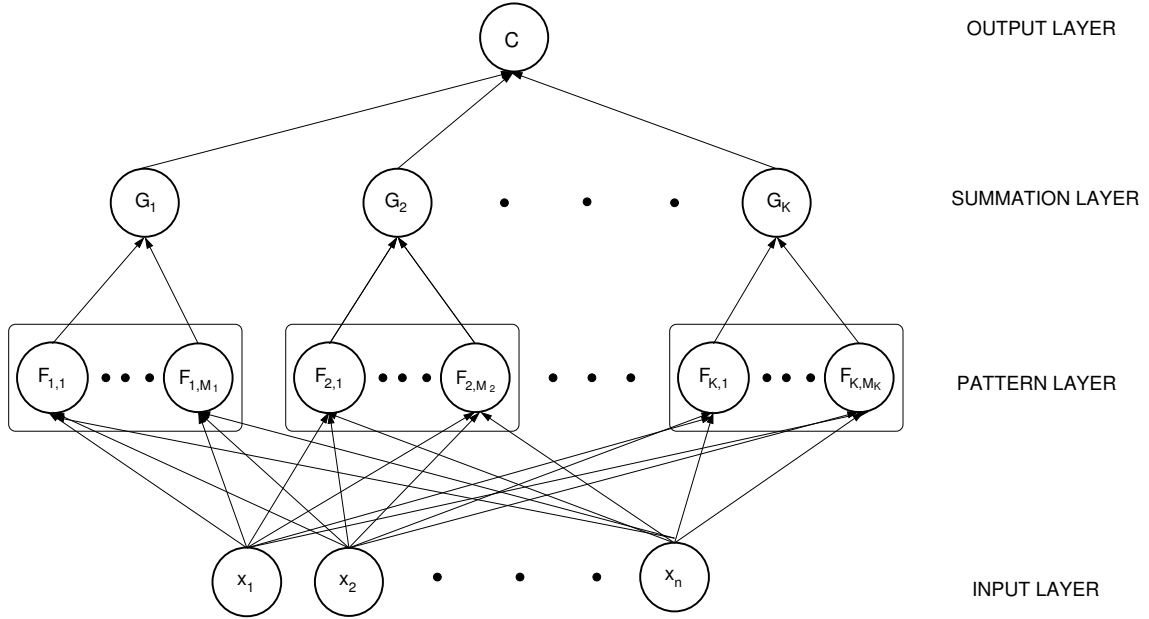 C
OUTPUT LAYER
G1
G2
GK
SUMMATION LAYER
F1,1
F1,M1
F2,1
F2,M2
FK,1
FK,MK
PATTERN LAYER
x1
x2
xn
INPUT LAYER